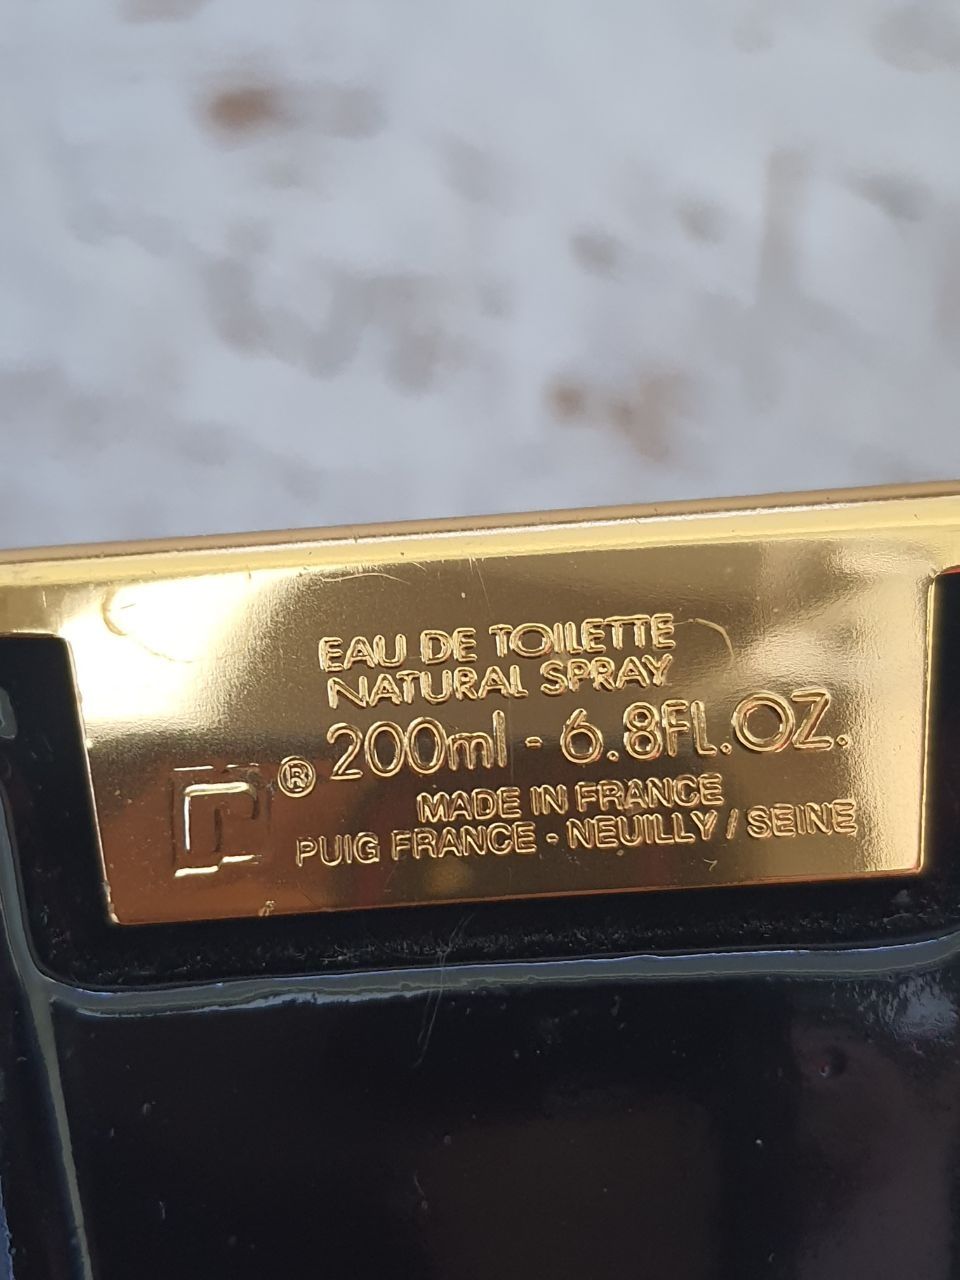 EAU DE TOILETTE
NATURAL SPRAY
200ml - 6.8FL.OZ.
®
MADE IN FRANCE
PUIG FRANCE - NEUILLY / SEINE